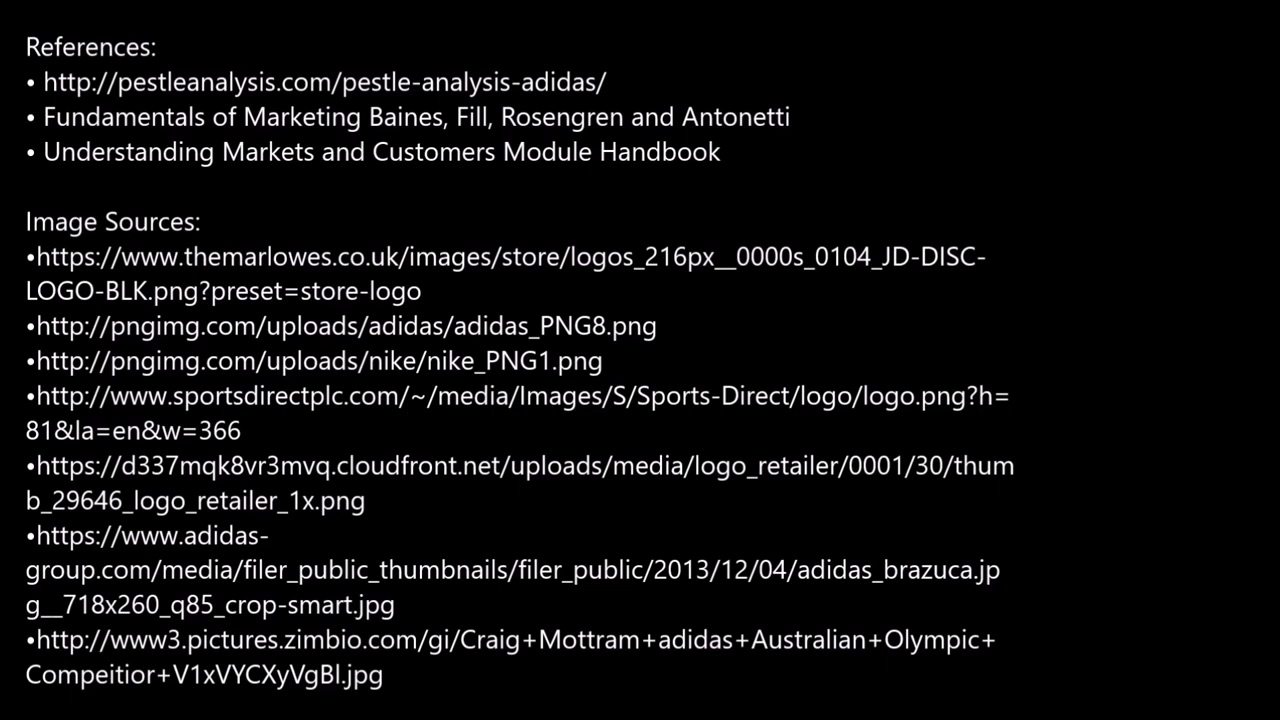 References:
• http://pestleanalysis.com/pestle-analysis-adidas/
• Fundamentals of Marketing Baines, Fill, Rosengren and Antonetti
• Understanding Markets and Customers Module Handbook
Image Sources:
•https://www.themarlowes.co.uk/images/store/logos_216px__0000s_0104_JD-DISC-
LOGO-BLK.png?preset=store-logo
•http://pngimg.com/uploads/adidas/adidas_PNG8.png
•http://pngimg.com/uploads/nike/nike_PNG1.png
•http://www.sportsdirectplc.com/~/media/Images/S/Sports-Direct/logo/logo.png?h=
81&la=en&w=366
•https://d337mqk8vr3mvq.cloudfront.net/uploads/media/logo_retailer/0001/30/thum
b_29646_logo_retailer_1x.png
•https://www.adidas-
group.com/media/filer_public_thumbnails/filer_public/2013/12/04/adidas_brazuca.jp
g__718x260_q85_crop-smart.jpg
•http://www3.pictures.zimbio.com/gi/Craig+Mottram+adidas+Australian+Olympic+
Compeitior+V1xVYCXyVgBl.jpg